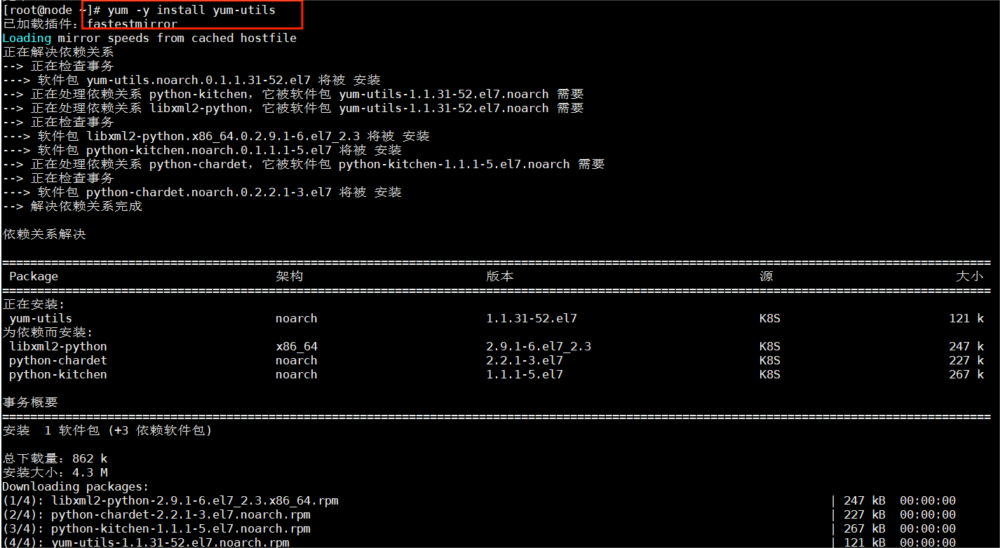 [root@node ~]# yum -y install yum-utils
已加载插件：fastestmirror
Loading mirror speeds from cached hostfile
正在解决依赖关系
--> 正在检查事务
---> 软件包 yum-utils.noarch.0.1.1.31-52.el7 将被 安装
--> 正在处理依赖关系 python-kitchen，它被软件包 yum-utils-1.1.31-52.el7.noarch 需要
--> 正在处理依赖关系 libxml2-python，它被软件包 yum-utils-1.1.31-52.el7.noarch 需要
--> 正在检查事务
---> 软件包 libxml2-python.x86_64.0.2.9.1-6.el7_2.3 将被 安装
---> 软件包 python-kitchen.noarch.0.1.1.1-5.el7 将被 安装
--> 正在处理依赖关系 python-chardet，它被软件包 python-kitchen-1.1.1-5.el7.noarch 需要
--> 正在检查事务
---> 软件包 python-chardet.noarch.0.2.2.1-3.el7 将被 安装
--> 解决依赖关系完成
依赖关系解决
Package 架构 版本 源 大小
正在安装:
yum-utils noarch 1.1.31-52.el7 K8S 121 k
为依赖而安装:
libxml2-python x86_64 2.9.1-6.el7_2.3 K8S 247 k
python-chardet noarch 2.2.1-3.el7 K8S 227 k
python-kitchen noarch 1.1.1-5.el7 K8S 267 k
事务概要
安装 1 软件包 (+3 依赖软件包)
总下载量：862 k
安装大小：4.3 M
Downloading packages:
(1/4): libxml2-python-2.9.1-6.el7_2.3.x86_64.rpm | 247 kB 00:00:00
(2/4): python-chardet-2.2.1-3.el7.noarch.rpm | 227 kB 00:00:00
(3/4): python-kitchen-1.1.1-5.el7.noarch.rpm | 267 kB 00:00:00
(4/4): yum-utils-1.1.31-52.el7.noarch.rpm | 121 kB 00:00:00